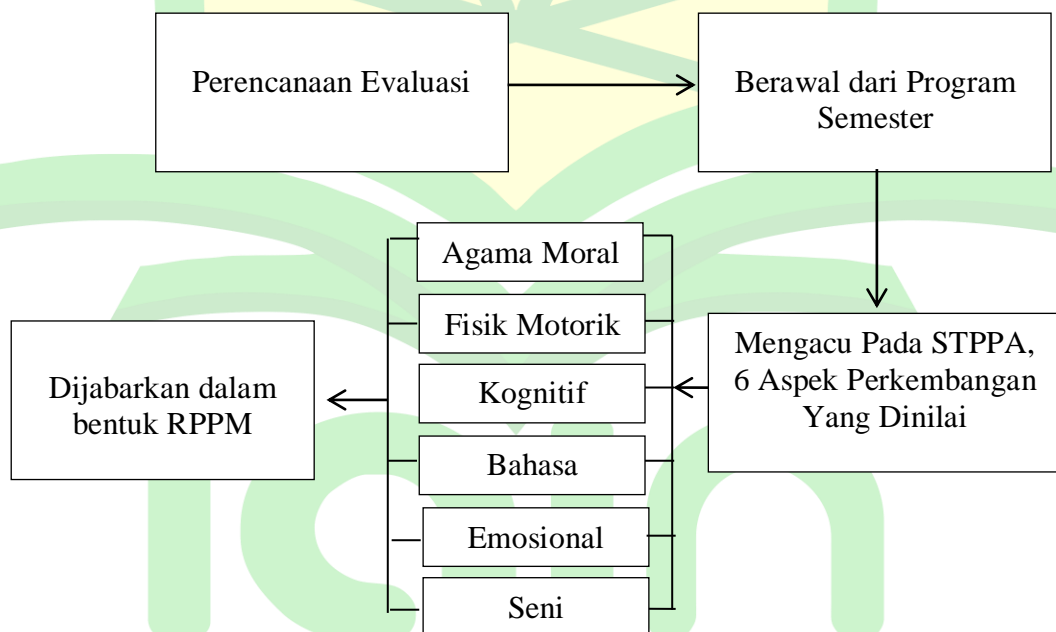 Perencanaan Evaluasi
Berawal dari Program
Semester
Mengacu Pada STPPA,
6 Aspek Perkembangan
Yang Dinilai
Agama Moral
Fisik Motorik
Kognitif
Bahasa
Emosional
Seni
Dijabarkan dalam
bentuk RPPM
iain